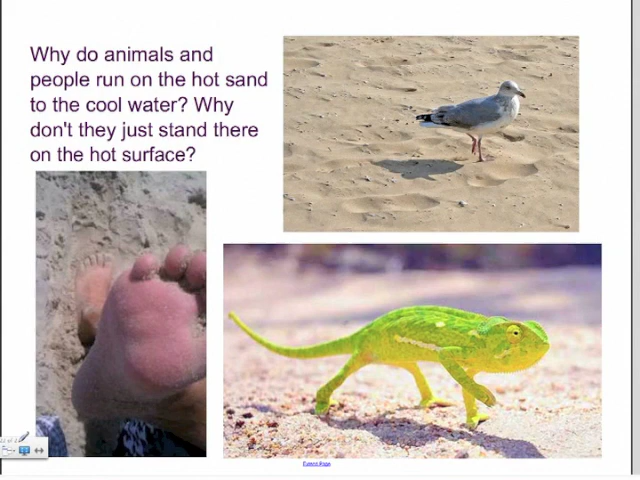 Why do animals and
people run on the hot sand
to the cool water? Why
don't they just stand there
on the hot surface?